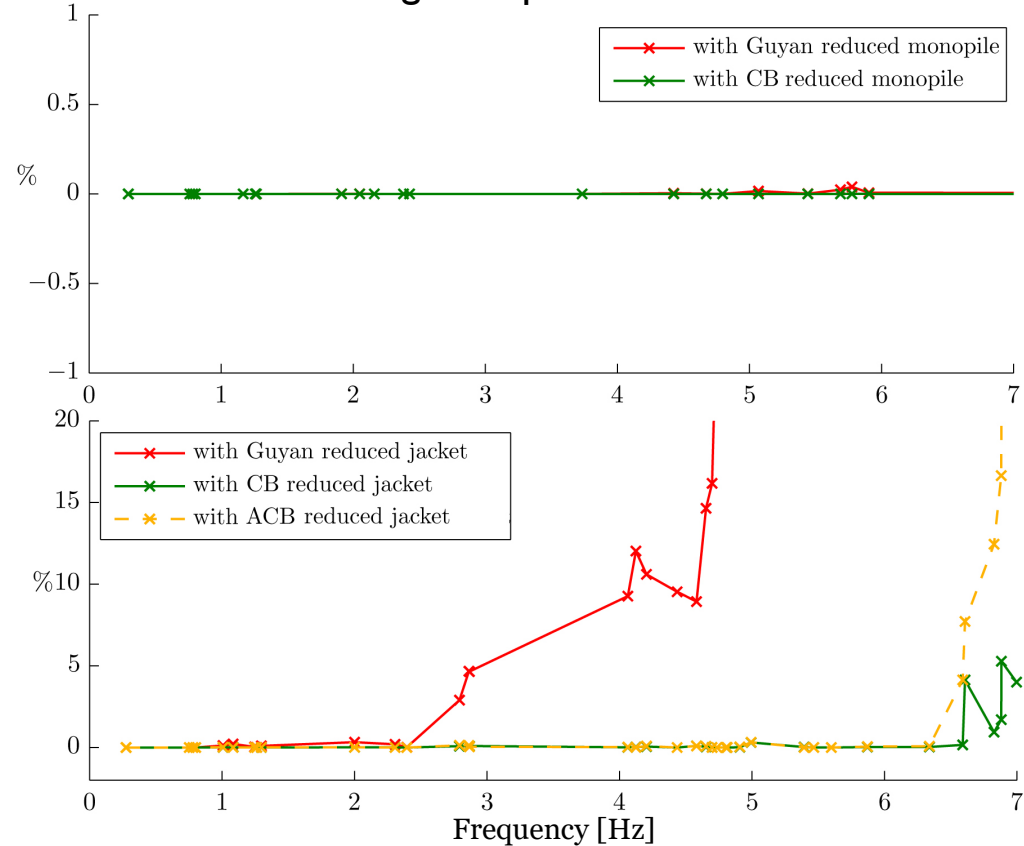 1
with Guyan reduced monopile
0.5
with CB reduced monopile
%
0
−0.5
−1
0 1 2 3 4 5 6 7
20
with Guyan reduced jacket
15
with CB reduced jacket
with ACB reduced jacket
%10
5
0
0 1 2 3 4 5 6 7
Frequency [Hz]